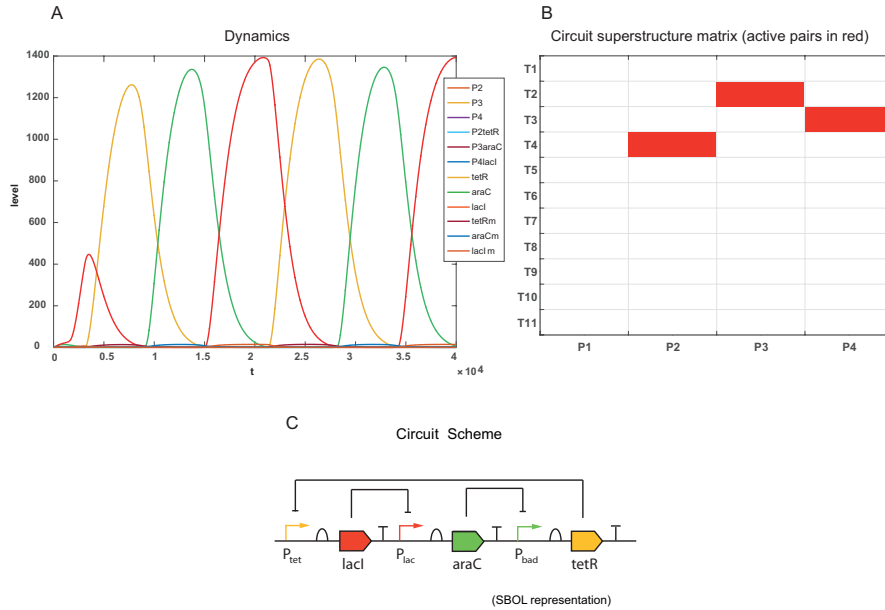 A
Dynamics
1400
1200
1000
800
600
400
200
0
level
0
0.5
1
1.5
2
2.5
3
3.5
4
t
× 10 4
P2
P3
P4
P2tetR
P3araC
P4lacI
tetR
araC
lacI
tetRm
araCm
lacI m
B
Circuit superstructure matrix (active pairs in red)
T1
T2
T3
T4
T5
T6
T7
T8
T9
T10
T11
P1 P2 P3 P4
C
Circuit Scheme
Ptet lacI Plac araC Pbad tetR
(SBOL representation)